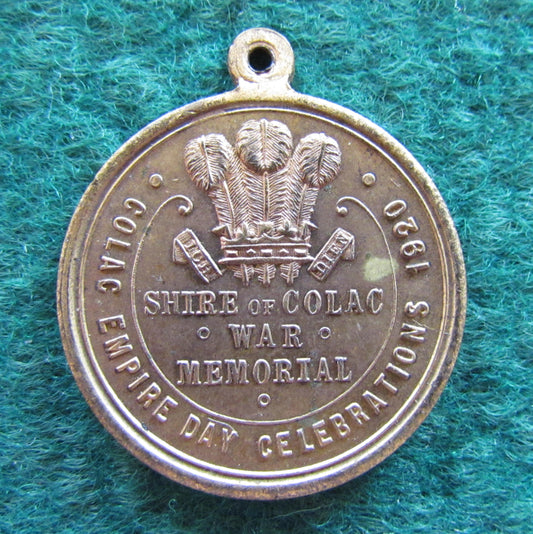 ICH DIEN
SHIRE OF COLAC
WAR
MEMORIAL
COLAC EMPIRE DAY CELEBRATIONS 1920